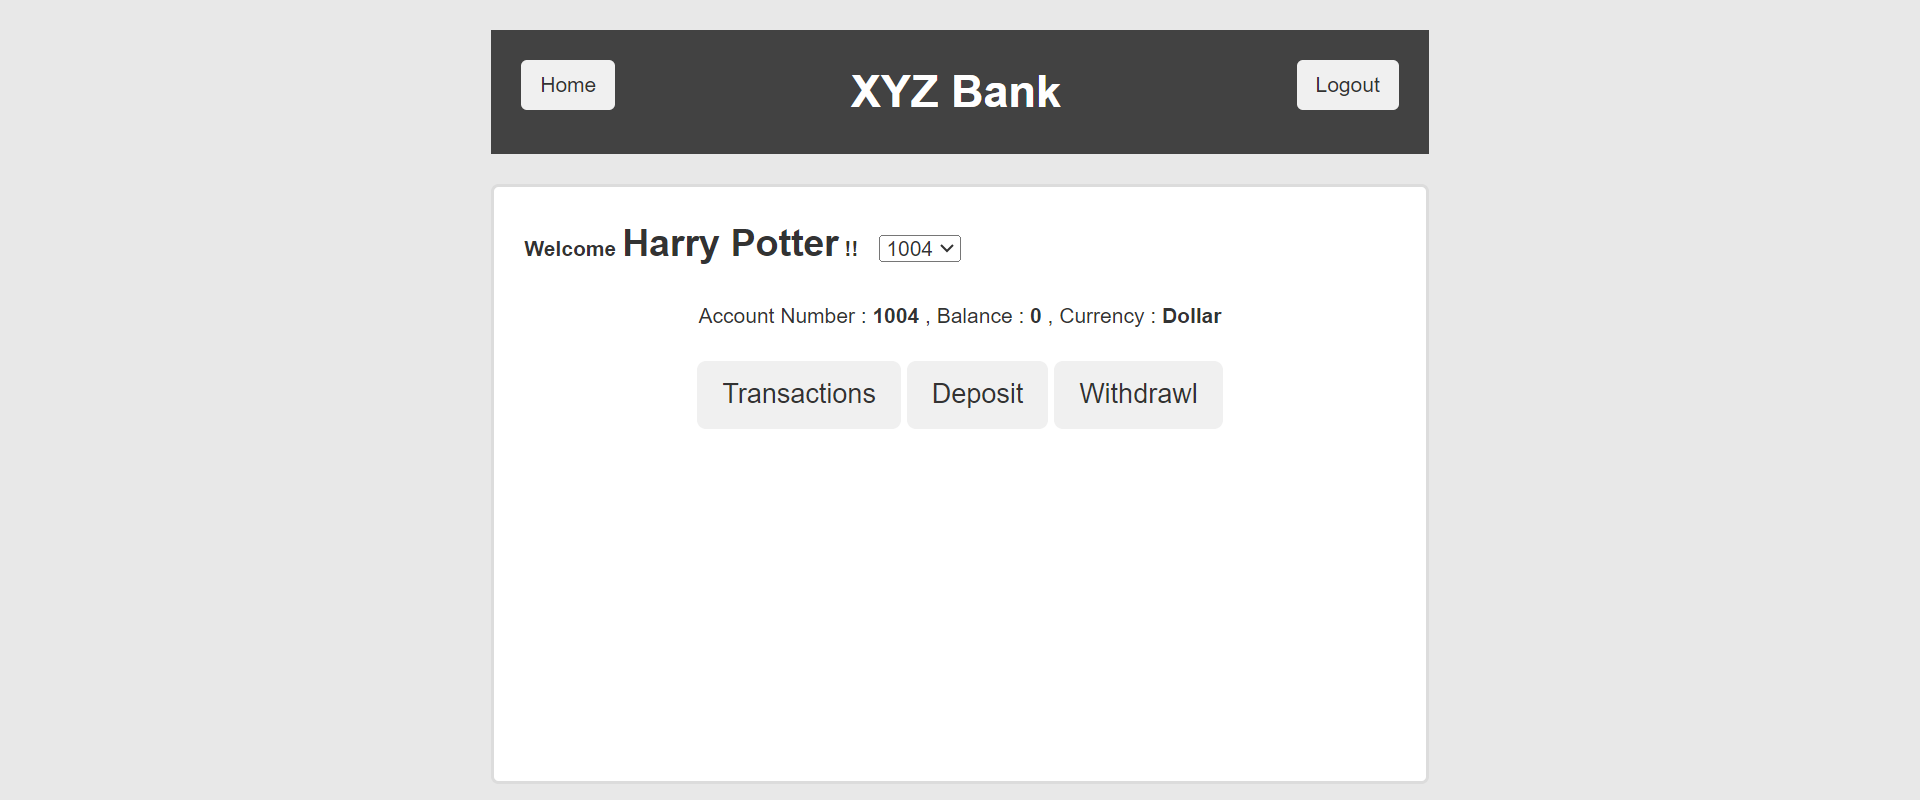 Home
XYZ Bank
Logout
Welcome Harry Potter !! 1004
Account Number : 1004 , Balance : 0 , Currency : Dollar
Transactions
Deposit
Withdrawl